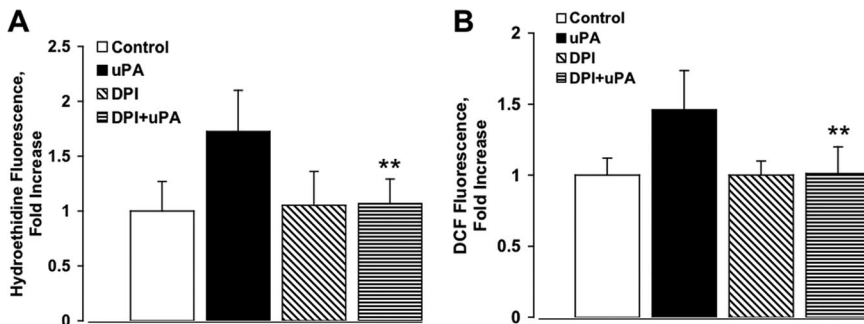 A
Hydroethidine Fluorescence,
Fold Increase
2.5
2
1.5
1
0.5
0
Control
uPA
DPI
DPI+uPA
**
B
DCF Fluorescence,
Fold Increase
2
1.5
1
0.5
0
Control
uPA
DPI
DPI+uPA
**